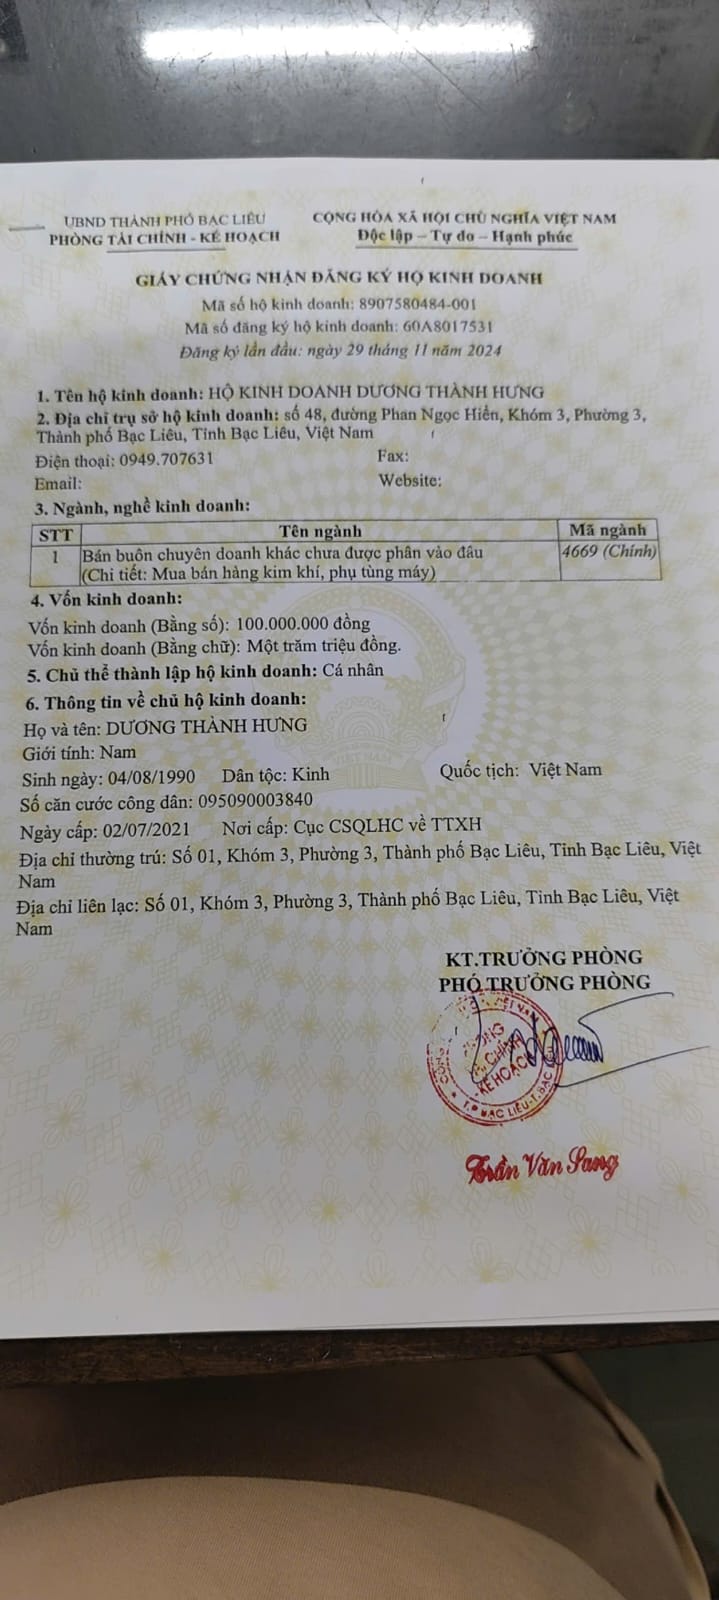 UBND THÀNH PHỐ BẠC LIÊU
PHÒNG TÀI CHÍNH - KẾ HOẠCH
CỘNG HÒA XÃ HỘI CHỦ NGHĨA VIỆT NAM
Độc lập – Tự do – Hạnh phúc
GIẤY CHỨNG NHẬN ĐĂNG KÝ HỘ KINH DOANH
Mã số hộ kinh doanh: 8907580484-001
Mã số đăng ký hộ kinh doanh: 60A8017531
Đăng ký lần đầu: ngày 29 tháng 11 năm 2024
1. Tên hộ kinh doanh: HỘ KINH DOANH DƯƠNG THÀNH HƯNG
2. Địa chỉ trụ sở hộ kinh doanh: số 48, đường Phan Ngọc Hiển, Khóm 3, Phường 3,
Thành phố Bạc Liêu, Tỉnh Bạc Liêu, Việt Nam
Điện thoại: 0949.707631 Fax:
Email: Website:
3. Ngành, nghề kinh doanh:
STT Tên ngành Mã ngành
1 Bán buôn chuyên doanh khác chưa được phân vào đâu 4669 (Chính)
(Chi tiết: Mua bán hàng kim khí, phụ tùng máy)
4. Vốn kinh doanh:
Vốn kinh doanh (Bằng số): 100.000.000 đồng
Vốn kinh doanh (Bằng chữ): Một trăm triệu đồng.
5. Chủ thể thành lập hộ kinh doanh: Cá nhân
6. Thông tin về chủ hộ kinh doanh:
Họ và tên: DƯƠNG THÀNH HƯNG
Giới tính: Nam
Sinh ngày: 04/08/1990 Dân tộc: Kinh Quốc tịch: Việt Nam
Số căn cước công dân: 095090003840
Ngày cấp: 02/07/2021 Nơi cấp: Cục CSQLHC về TTXH
Địa chỉ thường trú: Số 01, Khóm 3, Phường 3, Thành phố Bạc Liêu, Tỉnh Bạc Liêu, Việt
Nam
Địa chỉ liên lạc: Số 01, Khóm 3, Phường 3, Thành phố Bạc Liêu, Tỉnh Bạc Liêu, Việt
Nam
VIỆT NAM
KT.TRƯỞNG PHÒNG
PHÓ TRƯỞNG PHÒNG
KẾ HOẠCH
T.P BẠC LIÊU-T.BẠC
Trần Văn Sang